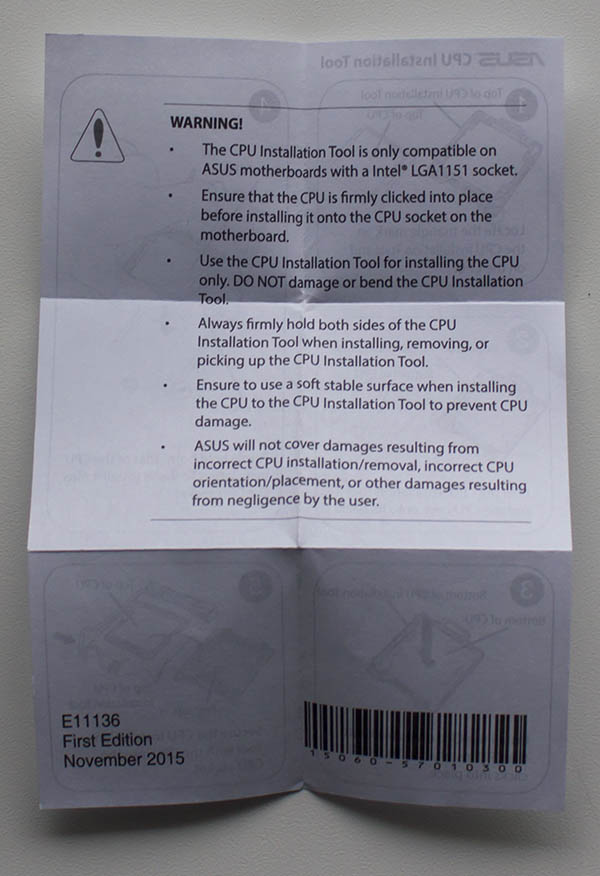 ASUS CPU Installation Tool
WARNING!
• The CPU Installation Tool is only compatible on
ASUS motherboards with a Intel® LGA1151 socket.
• Ensure that the CPU is firmly clicked into place
before installing it onto the CPU socket on the
motherboard.
• Use the CPU Installation Tool for installing the CPU
only. DO NOT damage or bend the CPU Installation
Tool.
• Always firmly hold both sides of the CPU
Installation Tool when installing, removing, or
picking up the CPU Installation Tool.
• Ensure to use a soft stable surface when installing
the CPU to the CPU Installation Tool to prevent CPU
damage.
• ASUS will not cover damages resulting from
incorrect CPU installation/removal, incorrect CPU
orientation/placement, or other damages resulting
from negligence by the user.
E11136
First Edition
November 2015
15060-57010300